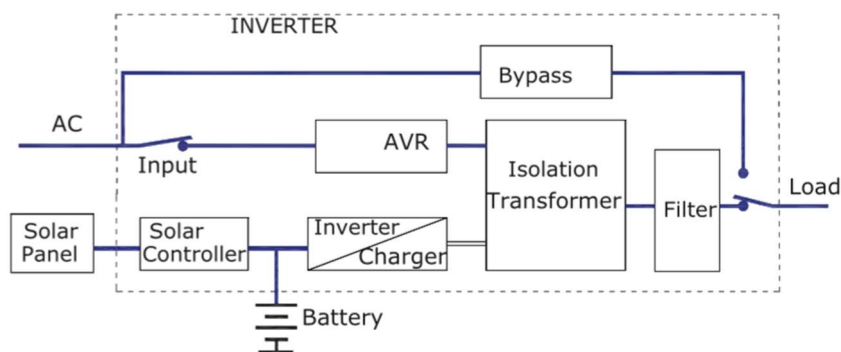 INVERTER
Bypass
AC
Input
AVR
Isolation
Transformer
Filter
Load
Solar
Panel
Solar
Controller
Inverter
Charger
Battery